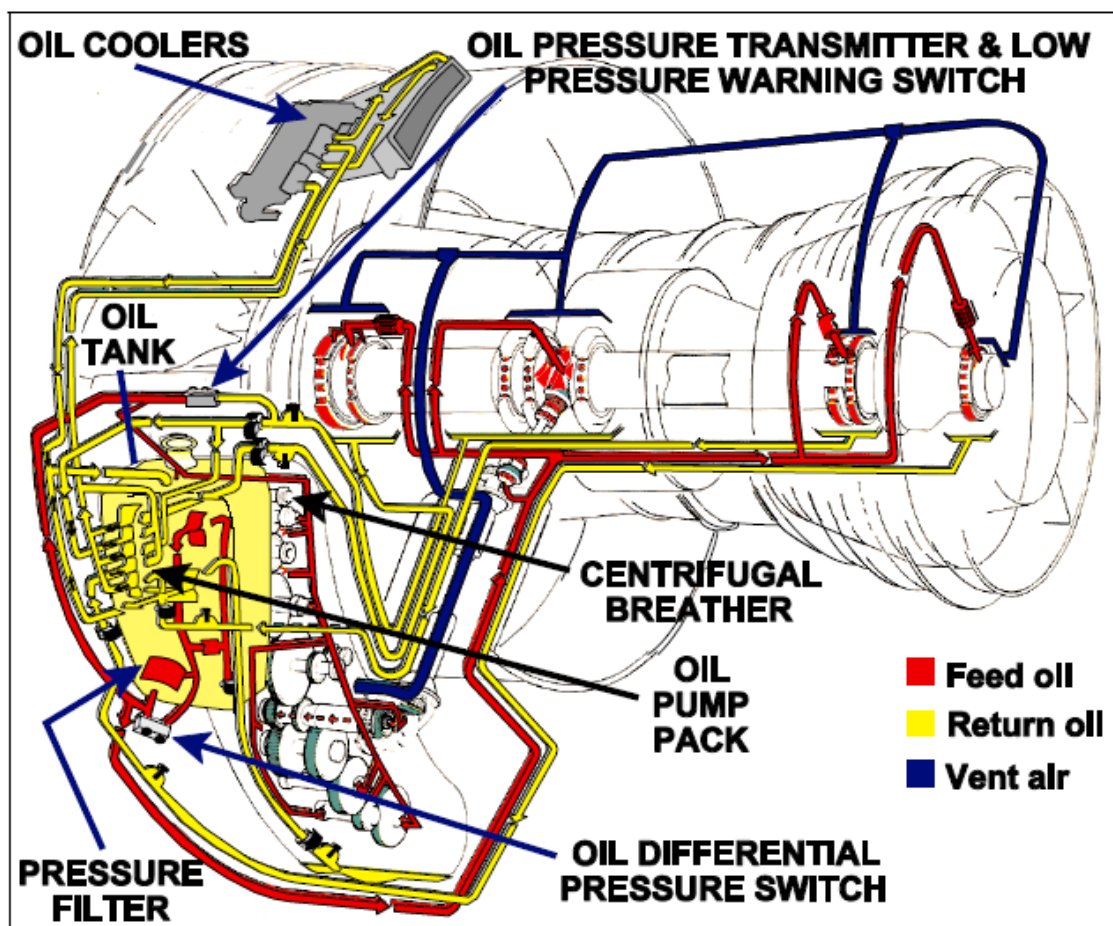 OIL COOLERS
OIL PRESSURE TRANSMITTER & LOW
PRESSURE WARNING SWITCH
OIL
TANK
CENTRIFUGAL
BREATHER
OIL
PUMP
PACK
Feed oil
Return oil
Vent air
PRESSURE
FILTER
OIL DIFFERENTIAL
PRESSURE SWITCH